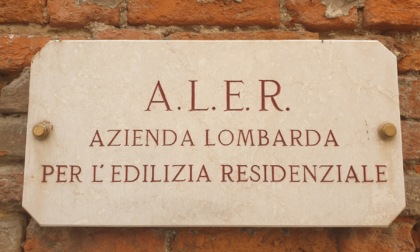 A.L.E.R.
AZIENDA LOMBARDA
PER L'EDILIZIA RESIDENZIALE